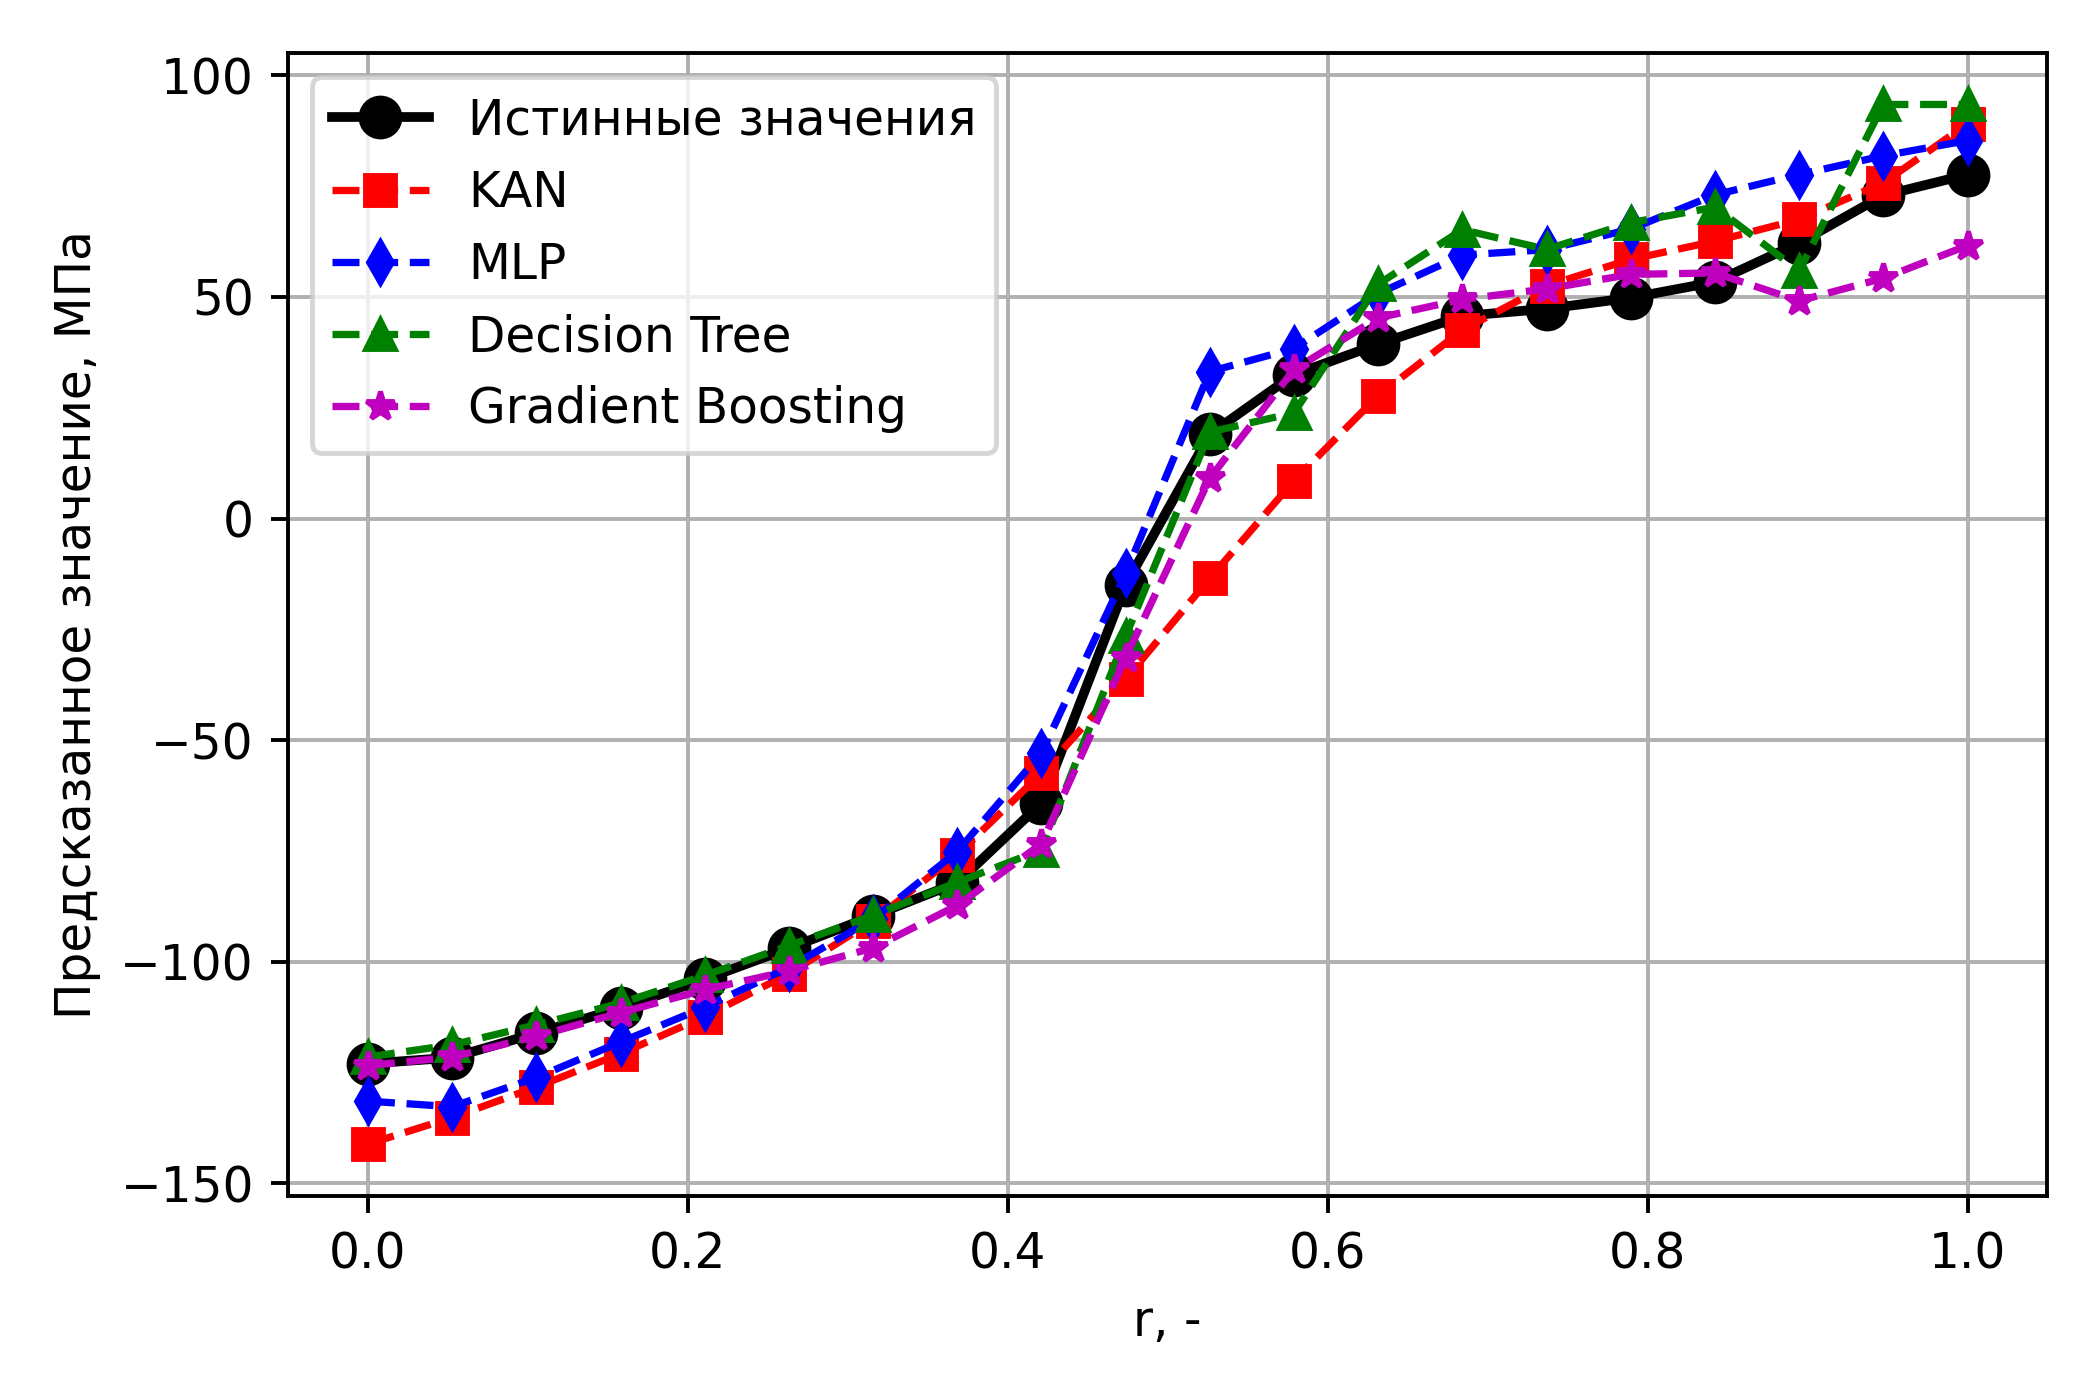 Предсказанное значение, МПа
100
50
0
−50
−100
−150
Истинные значения
KAN
MLP
Decision Tree
Gradient Boosting
0.0 0.2 0.4 0.6 0.8 1.0
r, -